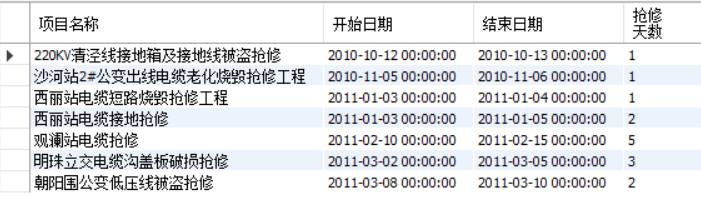 项目名称 开始日期 结束日期 抢修天数
220KV清泾线接地箱及接地线被盗抢修 2010-10-12 00:00:00 2010-10-13 00:00:00 1
沙河站2#公变出线电缆老化烧毁抢修工程 2010-11-05 00:00:00 2010-11-06 00:00:00 1
西丽站电缆短路烧毁抢修工程 2011-01-03 00:00:00 2011-01-04 00:00:00 1
西丽站电缆接地抢修 2011-01-03 00:00:00 2011-01-05 00:00:00 2
观澜站电缆抢修 2011-02-10 00:00:00 2011-02-15 00:00:00 5
明珠立交电缆沟盖板破损抢修 2011-03-02 00:00:00 2011-03-05 00:00:00 3
朝阳围公变低压线被盗抢修 2011-03-08 00:00:00 2011-03-10 00:00:00 2